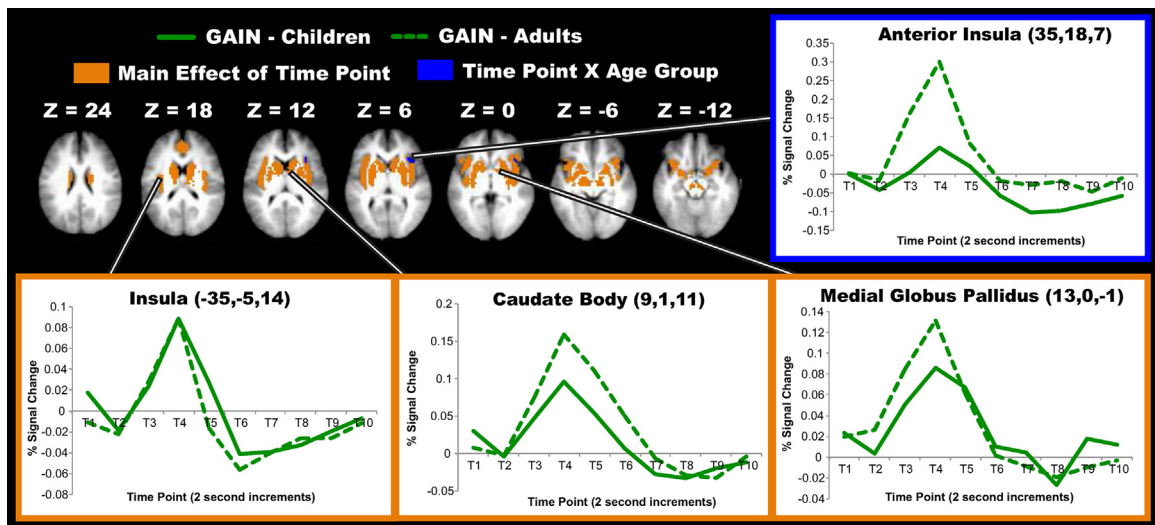 GAIN - Children
GAIN - Adults
Main Effect of Time Point
Time Point X Age Group
Z = 24
Z = 18
Z = 12
Z = 6
Z = 0
Z = -6
Z = -12
Anterior Insula (35,18,7)
% Signal Change
0.35
0.3
0.25
0.2
0.15
0.1
0.05
0
-0.05
-0.1
-0.15
T1 T2 T3 T4 T5 T6 T7 T8 T9 T10
Time Point (2 second increments)
Insula (-35,-5,14)
% Signal Change
0.1
0.08
0.06
0.04
0.02
0
-0.02
-0.04
-0.06
-0.08
T1 T2 T3 T4 T5 T6 T7 T8 T9 T10
Time Point (2 second increments)
Caudate Body (9,1,11)
% Signal Change
0.2
0.15
0.1
0.05
0
-0.05
T1 T2 T3 T4 T5 T6 T7 T8 T9 T10
Time Point (2 second increments)
Medial Globus Pallidus (13,0,-1)
% Signal Change
0.14
0.12
0.1
0.08
0.06
0.04
0.02
0
-0.02
-0.04
T1 T2 T3 T4 T5 T6 T7 T8 T9 T10
Time Point (2 second increments)